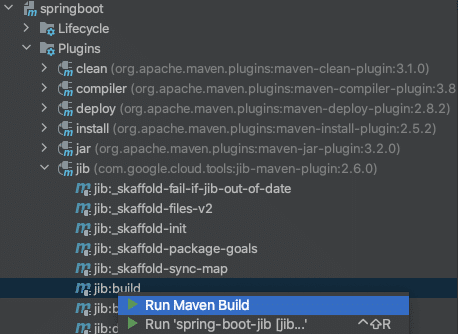 springboot
Lifecycle
Plugins
clean (org.apache.maven.plugins:maven-clean-plugin:3.1.0)
compiler (org.apache.maven.plugins:maven-compiler-plugin:3.8
deploy (org.apache.maven.plugins:maven-deploy-plugin:2.8.2)
install (org.apache.maven.plugins:maven-install-plugin:2.5.2)
jar (org.apache.maven.plugins:maven-jar-plugin:3.2.0)
jib (com.google.cloud.tools:jib-maven-plugin:2.6.0)
jib:_skaffold-fail-if-jib-out-of-date
jib:_skaffold-files-v2
jib:_skaffold-init
jib:_skaffold-package-goals
jib:_skaffold-sync-map
jib:build
Run Maven Build
Run 'spring-boot-jib [jib...' ^⇧R